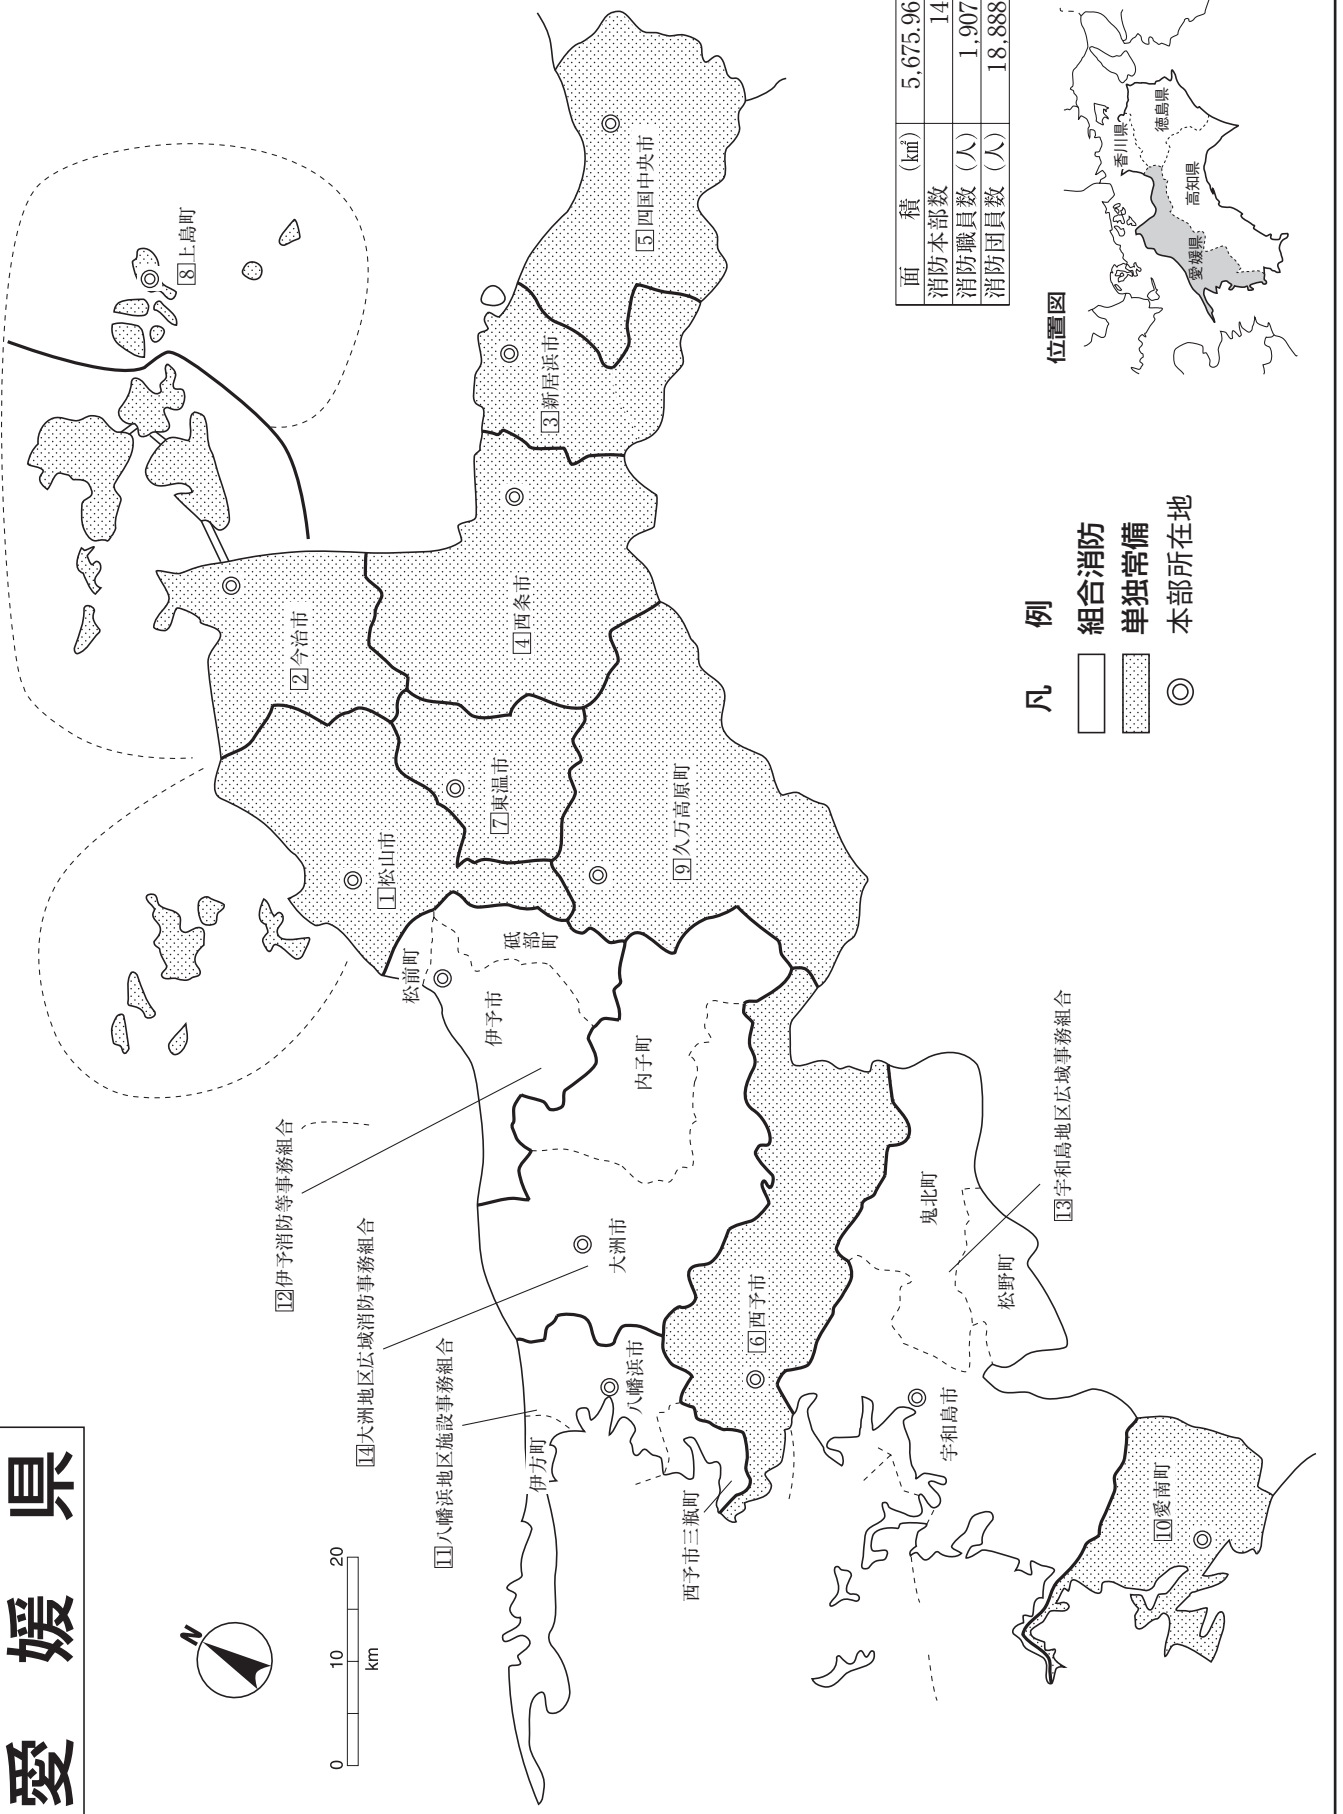 愛媛県
N
0 10 20
km
8上島町
5四国中央市
3新居浜市
4西条市
2今治市
7東温市
1松山市
9久万高原町
砥部町
松前町
伊予市
内子町
大洲市
12伊予消防等事務組合
14大洲地区広域消防事務組合
11八幡浜地区施設事務組合
伊方町
八幡浜市
西予市三瓶町
6西予市
鬼北町
松野町
13宇和島地区広域事務組合
宇和島市
10愛南町
面積(㎢) 5,675.96
消防本部数 14
消防職員数(人) 1,907
消防団員数(人) 18,888
位置図
香川県
徳島県
愛媛県
高知県
凡例
組合消防
単独常備
本部所在地